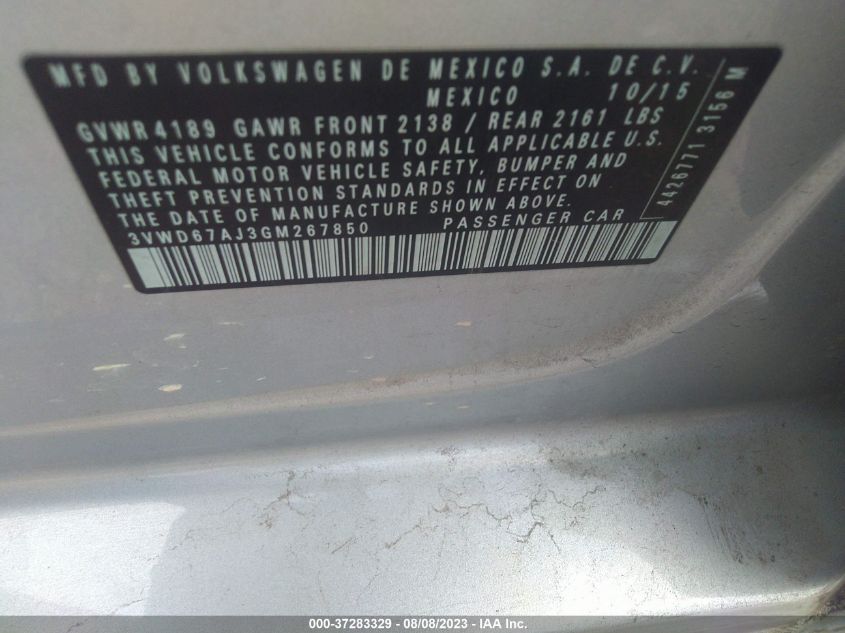 MFD BY VOLKSWAGEN DE MEXICO S.A. DE C.V.
MEXICO 10/15
GVWR 4189 GAWR FRONT 2138 / REAR 2161 LBS
THIS VEHICLE CONFORMS TO ALL APPLICABLE U.S.
FEDERAL MOTOR VEHICLE SAFETY, BUMPER AND
THEFT PREVENTION STANDARDS IN EFFECT ON
THE DATE OF MANUFACTURE SHOWN ABOVE.
3VWD67AJ3GM267850 PASSENGER CAR
4426771 3156 M
000-37283329 - 08/08/2023 - IAA Inc.